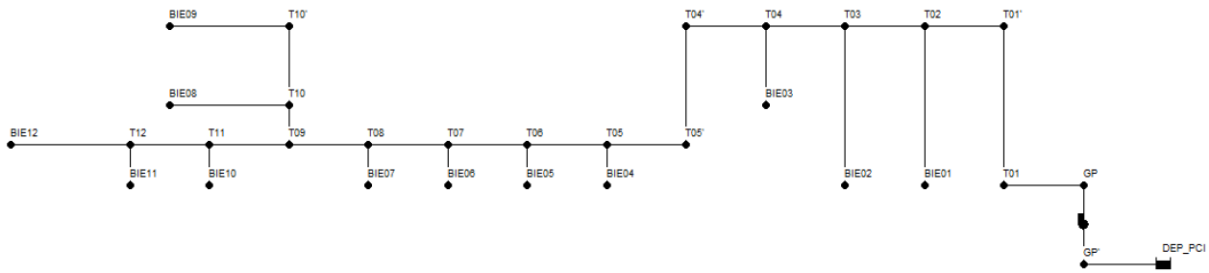 BIE09 T10' T04' T04 T03 T02 T01'
BIE08 T10 BIE03
BIE12 T12 T11 T09 T08 T07 T06 T05 T05'
BIE11 BIE10 BIE07 BIE06 BIE05 BIE04 BIE02 BIE01 T01 GP
GP' DEP_PCI